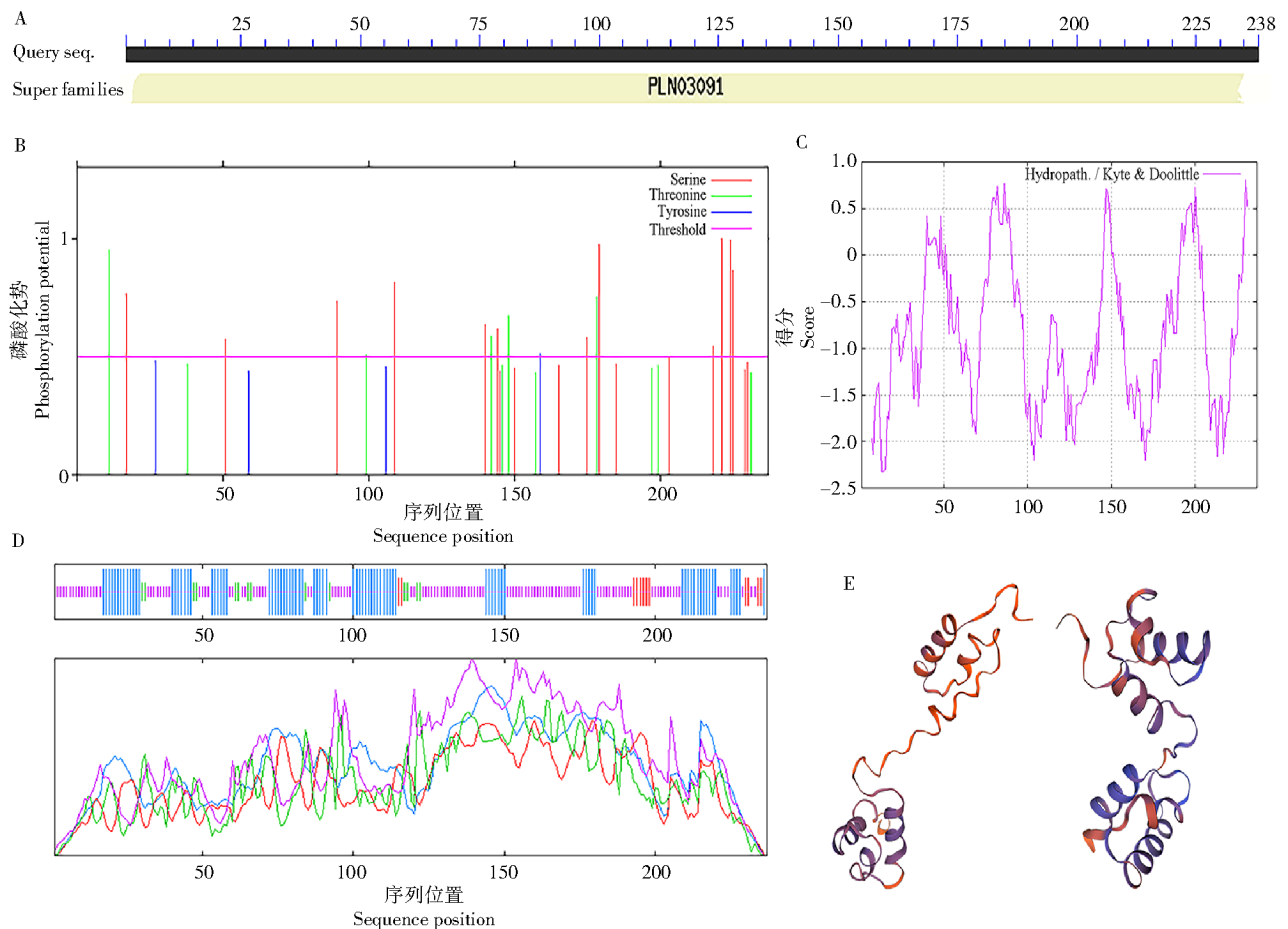 A
25 50 75 100 125 150 175 200 225 238
Query seq.
Super families
PLN03091
B
Serine
Threonine
Tyrosine
Threshold
1
0
磷酸化势
Phosphorylation potential
50 100 150 200
序列位置
Sequence position
C
Hydropath. / Kyte & Doolittle
1.0
0.5
0
−0.5
−1.0
−1.5
−2.0
−2.5
得分
Score
50 100 150 200
D
50 100 150 200
50 100 150 200
序列位置
Sequence position
E